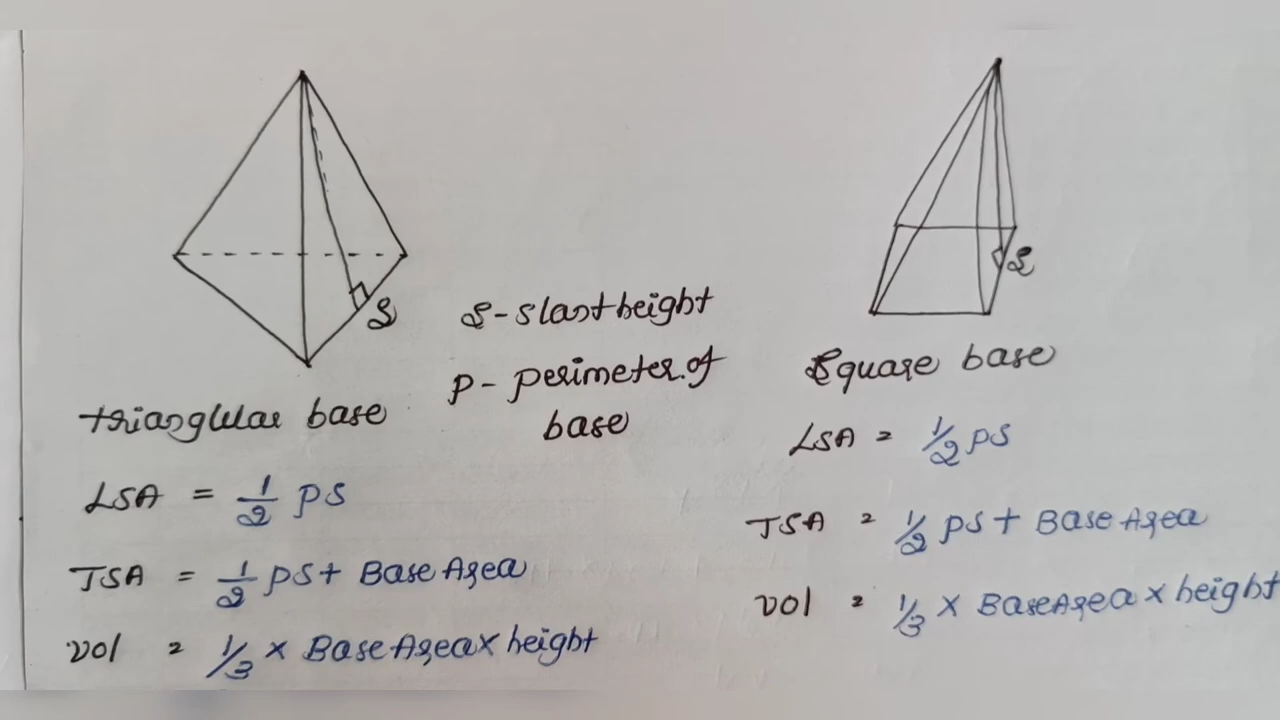 S
S - slant height
P - perimeter of
base
trianglular base
LSA = 1/2 PS
TSA = 1/2 PS + Base Area
vol = 1/3 × Base Area × height
S
Square base
LSA = 1/2 PS
TSA = 1/2 PS + Base Area
vol = 1/3 × Base Area × height